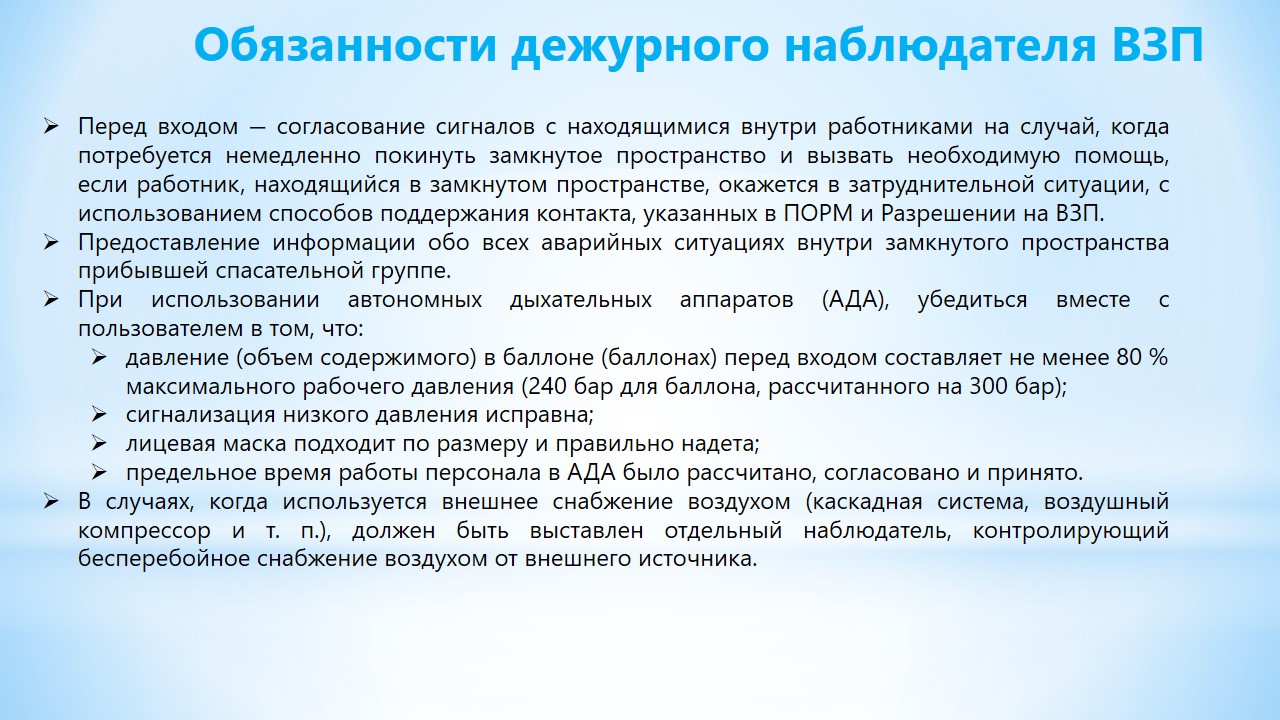 Обязанности дежурного наблюдателя ВЗП
➢ Перед входом — согласование сигналов с находящимися внутри работниками на случай, когда
потребуется немедленно покинуть замкнутое пространство и вызвать необходимую помощь,
если работник, находящийся в замкнутом пространстве, окажется в затруднительной ситуации, с
использованием способов поддержания контакта, указанных в ПОРМ и Разрешении на ВЗП.
➢ Предоставление информации обо всех аварийных ситуациях внутри замкнутого пространства
прибывшей спасательной группе.
➢ При использовании автономных дыхательных аппаратов (АДА), убедиться вместе с
пользователем в том, что:
➢ давление (объем содержимого) в баллоне (баллонах) перед входом составляет не менее 80 %
максимального рабочего давления (240 бар для баллона, рассчитанного на 300 бар);
➢ сигнализация низкого давления исправна;
➢ лицевая маска подходит по размеру и правильно надета;
➢ предельное время работы персонала в АДА было рассчитано, согласовано и принято.
➢ В случаях, когда используется внешнее снабжение воздухом (каскадная система, воздушный
компрессор и т. п.), должен быть выставлен отдельный наблюдатель, контролирующий
бесперебойное снабжение воздухом от внешнего источника.